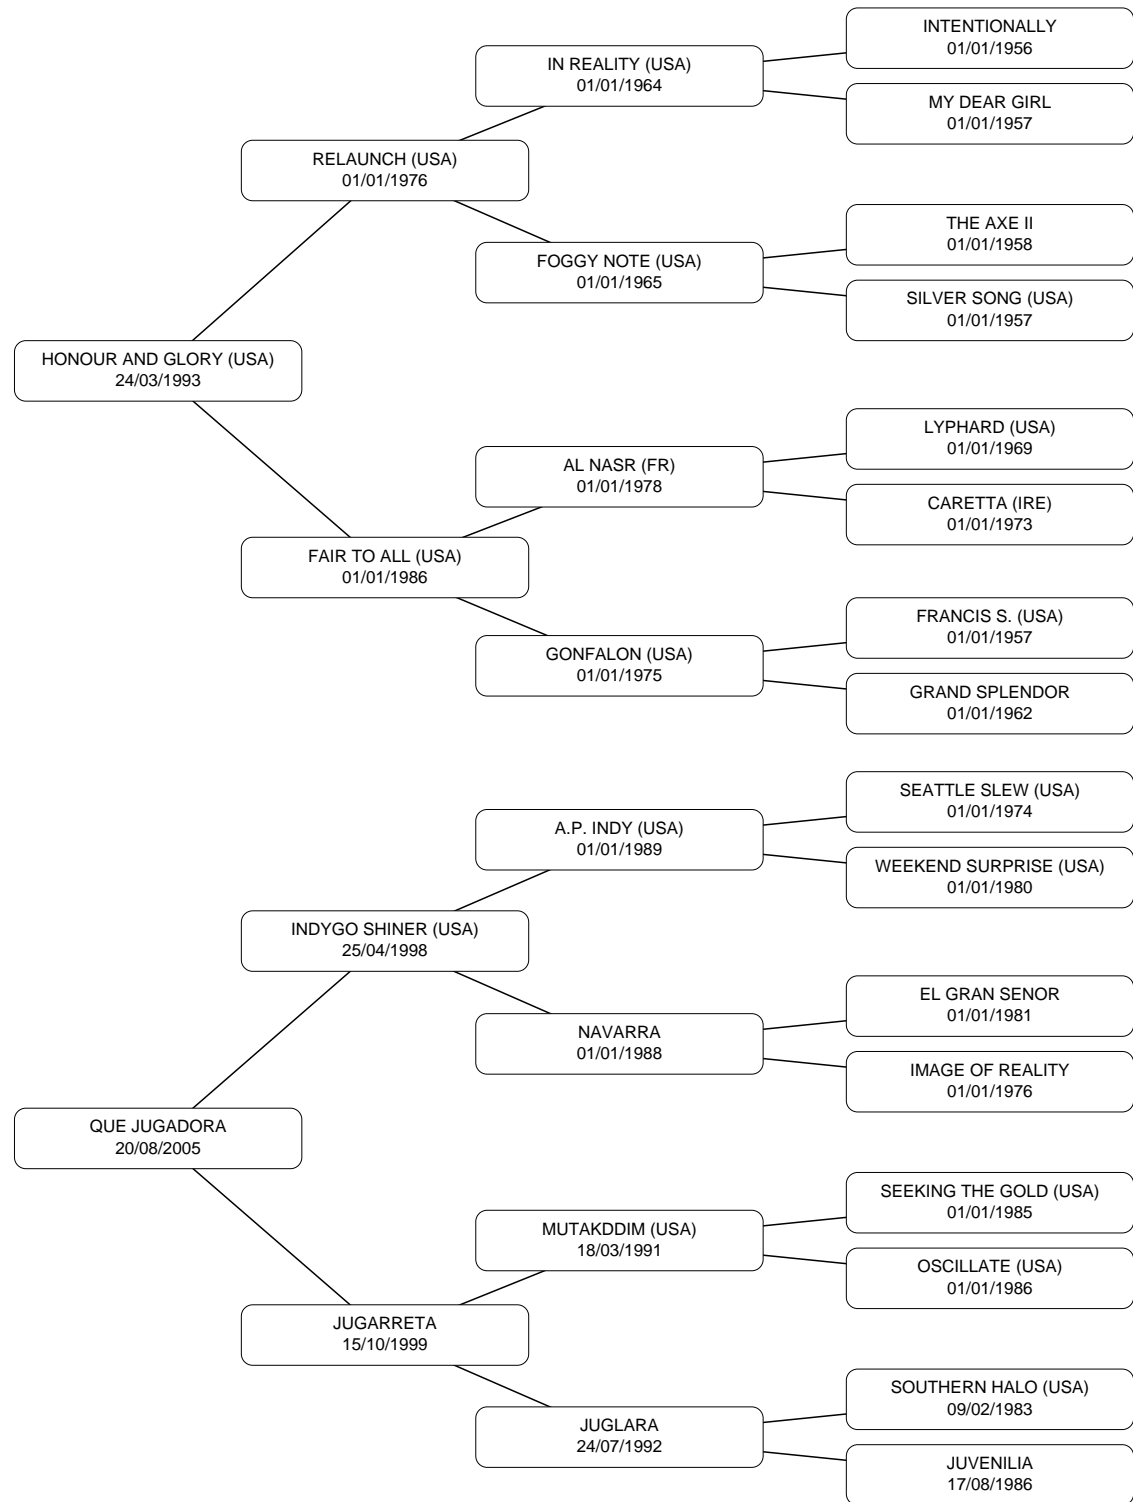 INTENTIONALLY
01/01/1956
IN REALITY (USA)
01/01/1964
MY DEAR GIRL
01/01/1957
RELAUNCH (USA)
01/01/1976
THE AXE II
01/01/1958
FOGGY NOTE (USA)
01/01/1965
SILVER SONG (USA)
01/01/1957
HONOUR AND GLORY (USA)
24/03/1993
LYPHARD (USA)
01/01/1969
AL NASR (FR)
01/01/1978
CARETTA (IRE)
01/01/1973
FAIR TO ALL (USA)
01/01/1986
FRANCIS S. (USA)
01/01/1957
GONFALON (USA)
01/01/1975
GRAND SPLENDOR
01/01/1962
SEATTLE SLEW (USA)
01/01/1974
A.P. INDY (USA)
01/01/1989
WEEKEND SURPRISE (USA)
01/01/1980
INDYGO SHINER (USA)
25/04/1998
EL GRAN SENOR
01/01/1981
NAVARRA
01/01/1988
IMAGE OF REALITY
01/01/1976
QUE JUGADORA
20/08/2005
SEEKING THE GOLD (USA)
01/01/1985
MUTAKDDIM (USA)
18/03/1991
OSCILLATE (USA)
01/01/1986
JUGARRETA
15/10/1999
SOUTHERN HALO (USA)
09/02/1983
JUGLARA
24/07/1992
JUVENILIA
17/08/1986